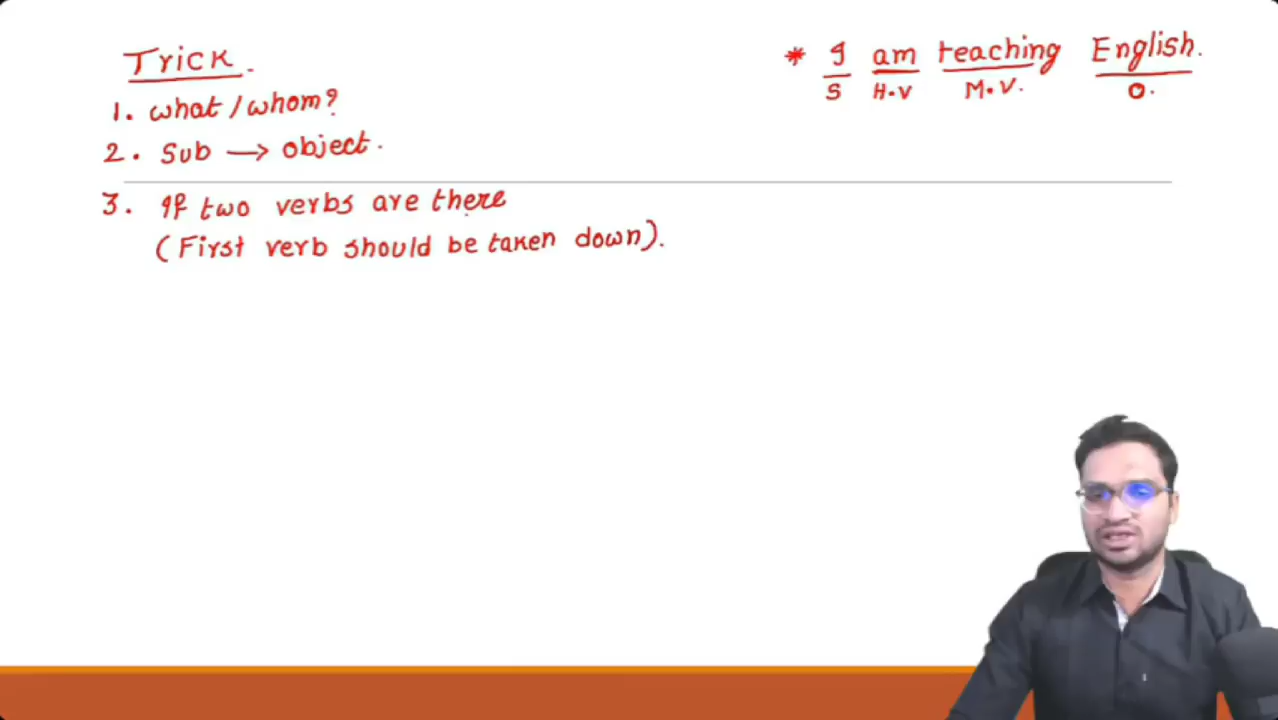 Trick.
1. what / whom?
2. Sub → object.
3. If two verbs are there
(First verb should be taken down).
* I am teaching English.
S H.V M.V. O.